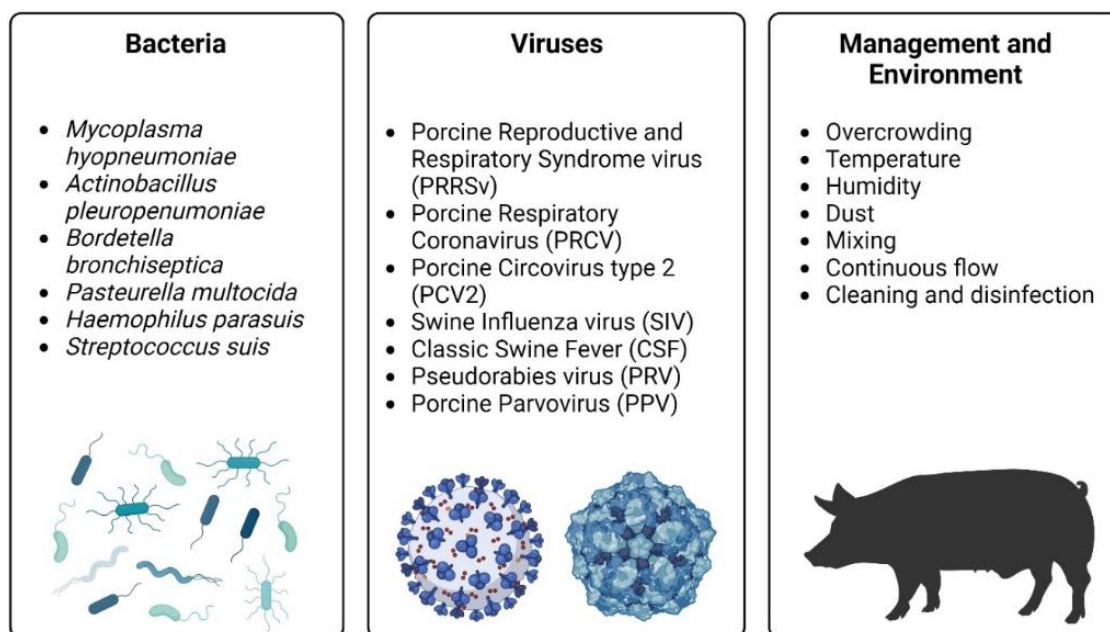 Bacteria
• Mycoplasma
hyopneumoniae
• Actinobacillus
pleuropenumoniae
• Bordetella
bronchiseptica
• Pasteurella multocida
• Haemophilus parasuis
• Streptococcus suis
Viruses
• Porcine Reproductive and
Respiratory Syndrome virus
(PRRSv)
• Porcine Respiratory
Coronavirus (PRCV)
• Porcine Circovirus type 2
(PCV2)
• Swine Influenza virus (SIV)
• Classic Swine Fever (CSF)
• Pseudorabies virus (PRV)
• Porcine Parvovirus (PPV)
Management and
Environment
• Overcrowding
• Temperature
• Humidity
• Dust
• Mixing
• Continuous flow
• Cleaning and disinfection